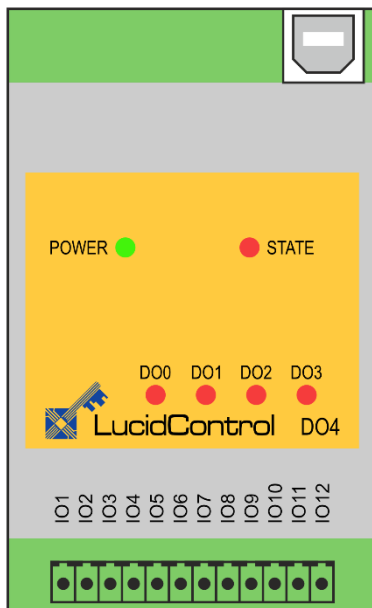 POWER STATE
DO0 DO1 DO2 DO3
LucidControl DO4
IO1 IO2 IO3 IO4 IO5 IO6 IO7 IO8 IO9 IO10 IO11 IO12